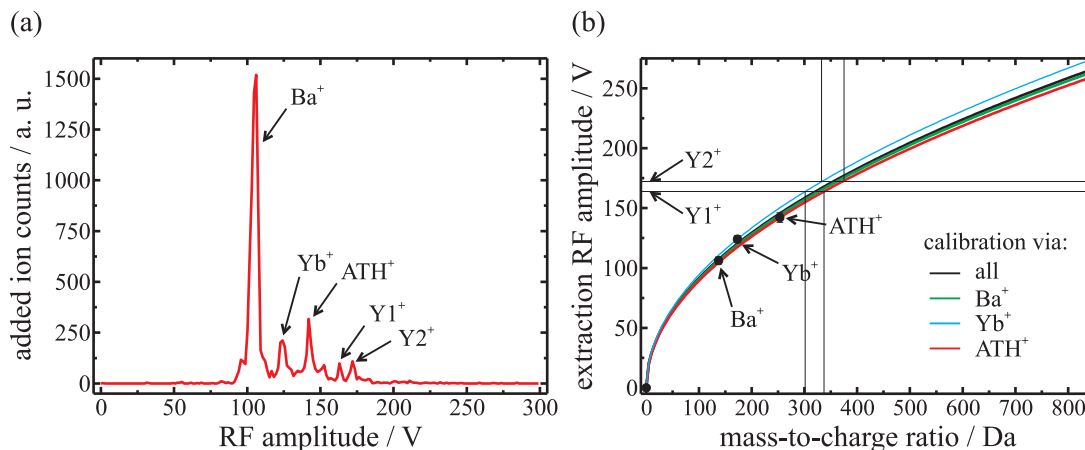 (a)
added ion counts / a. u.
1500
1250
1000
750
500
250
0
Ba+
Yb+
ATH+
Y1+
Y2+
0 50 100 150 200 250 300
RF amplitude / V
(b)
extraction RF amplitude / V
250
200
150
100
50
0
Y2+
Y1+
ATH+
Yb+
Ba+
calibration via:
all
Ba+
Yb+
ATH+
0 100 200 300 400 500 600 700 800
mass-to-charge ratio / Da